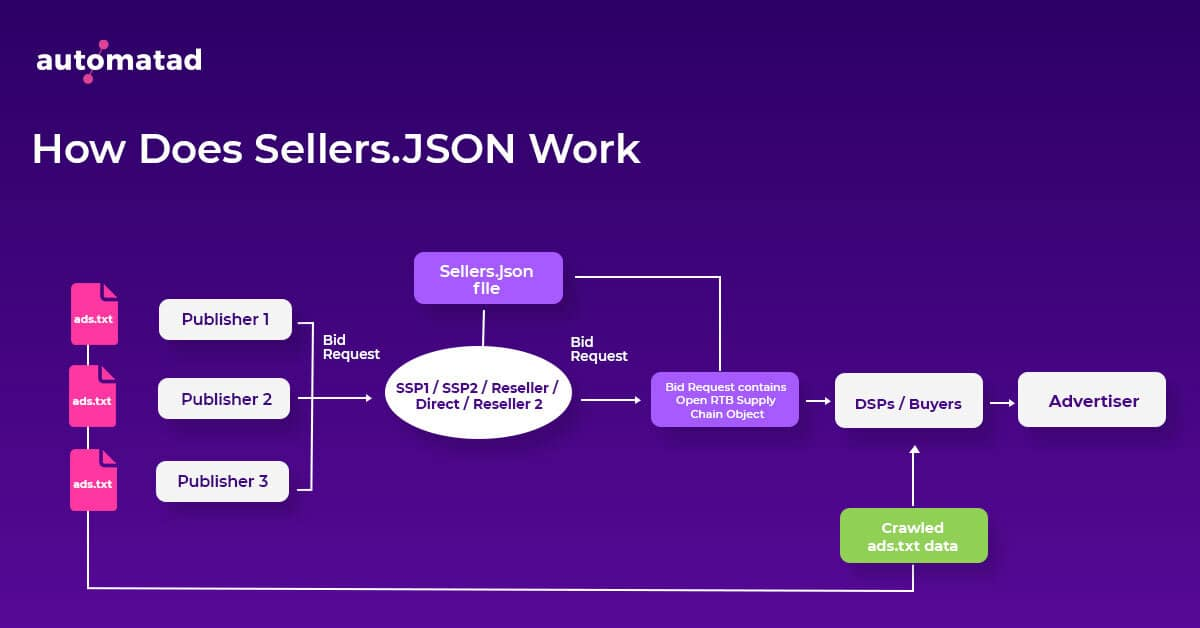 automatad
How Does Sellers.JSON Work
Sellers.Json
file
ads.txt
Publisher 1
Bid
Request
Bid
Request
ads.txt
Publisher 2
SSP1 / SSP2 / Reseller /
Direct / Reseller 2
Bid Request contains
Open RTB Supply
Chain Object
DSPs / Buyers
Advertiser
ads.txt
Publisher 3
Crawled
ads.txt data